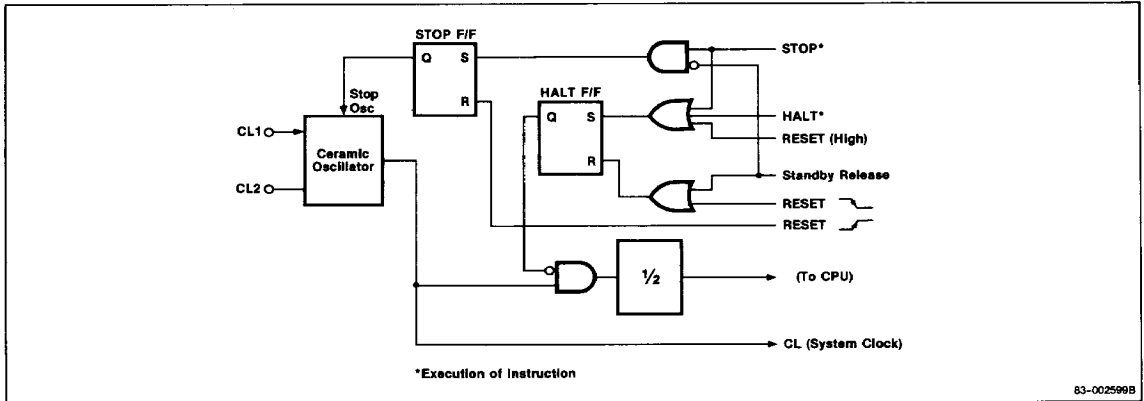 STOP F/F
Q S
R
STOP*
HALT F/F
Q S
R
Stop
Osc
HALT*
RESET (High)
CL1
Ceramic
Oscillator
CL2
Standby Release
RESET
RESET
1/2
(To CPU)
CL (System Clock)
*Execution of Instruction
83-002599B